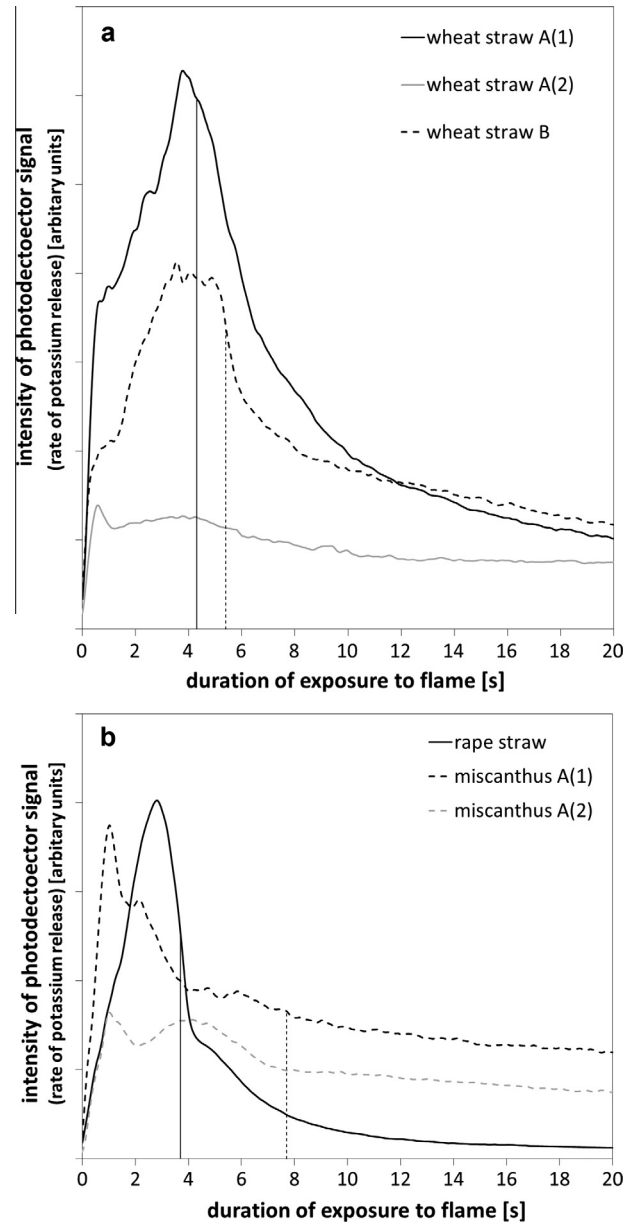 a
wheat straw A(1)
wheat straw A(2)
wheat straw B
intensity of photodectoector signal
(rate of potassium release) [arbitary units]
0 2 4 6 8 10 12 14 16 18 20
duration of exposure to flame [s]
b
rape straw
miscanthus A(1)
miscanthus A(2)
intensity of photodectoector signal
(rate of potassium release) [arbitary units]
0 2 4 6 8 10 12 14 16 18 20
duration of exposure to flame [s]